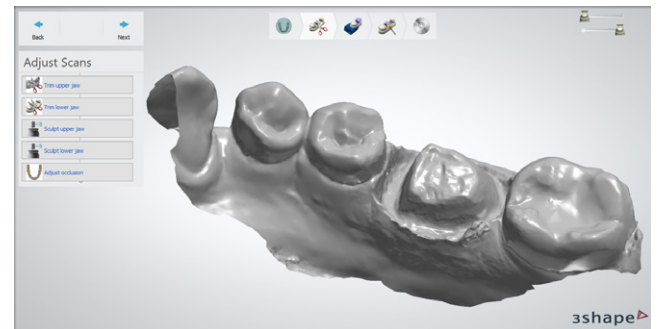 Back
Next
Adjust Scans
Trim upper jaw
Trim lower jaw
Sculpt upper jaw
Sculpt lower jaw
Adjust occlusion
3shape